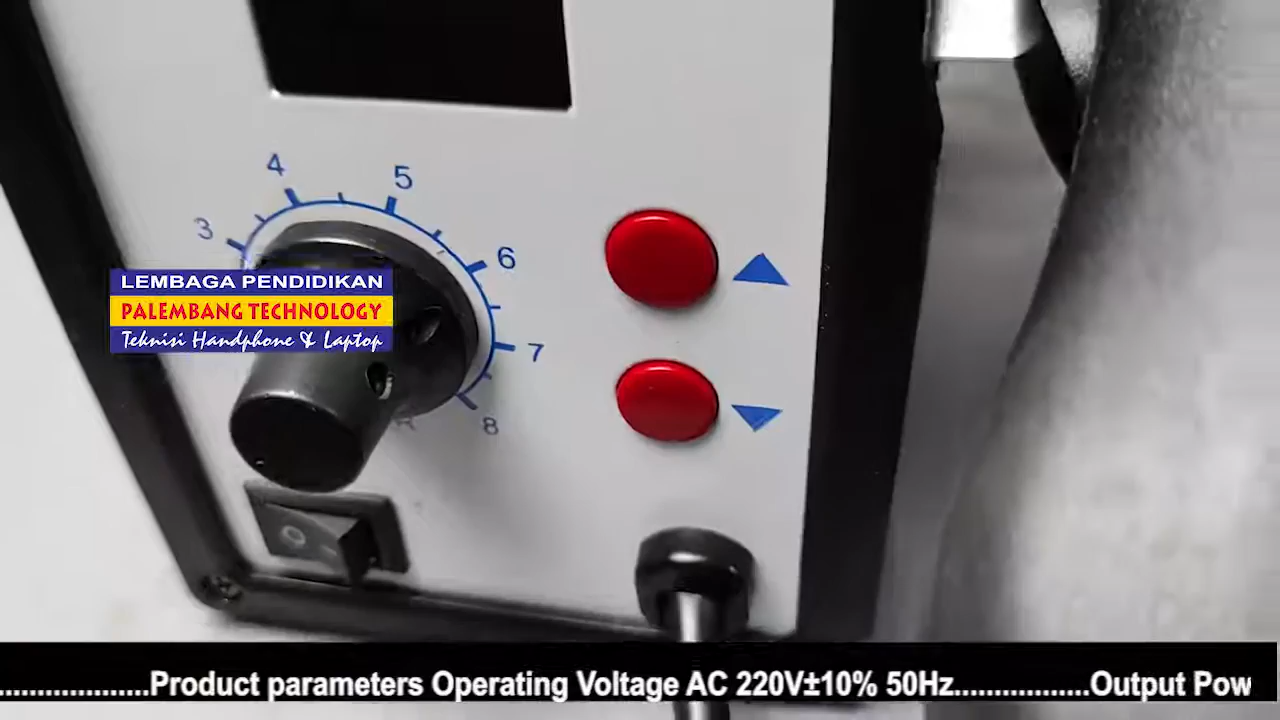 4
5
3
6
LEMBAGA PENDIDIKAN
PALEMBANG TECHNOLOGY
Teknisi Handphone & Laptop
7
8
....................Product parameters Operating Voltage AC 220V±10% 50Hz..................Output Pow